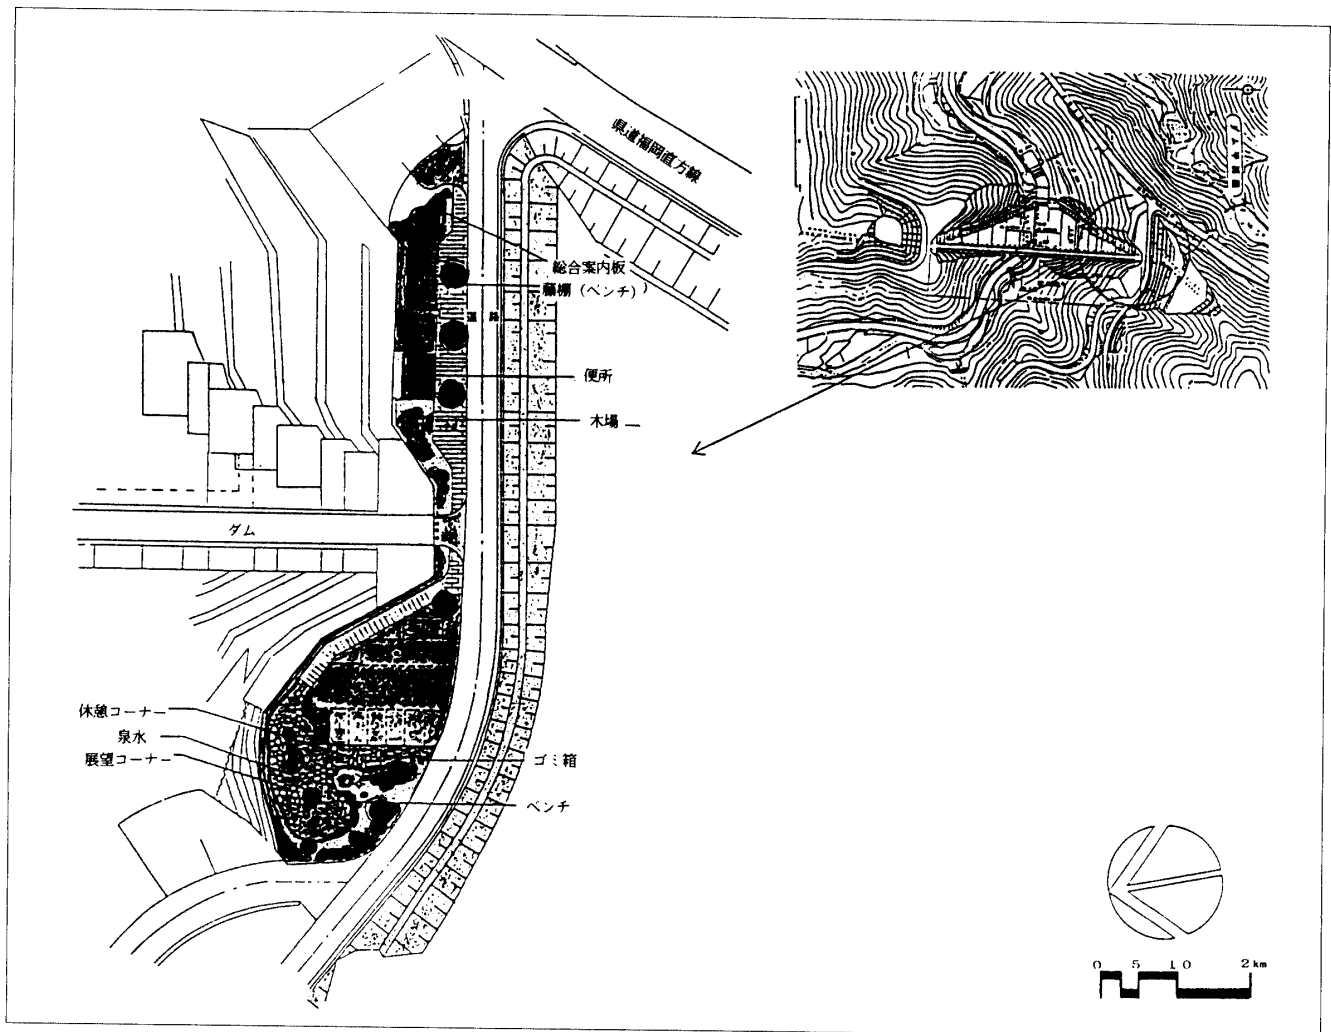 県道福岡直方線
総合案内板
藤棚（ベンチ）
道路
便所
木場
ダム
休憩コーナー
泉水
展望コーナー
ゴミ箱
ベンチ
0 5 10 2km